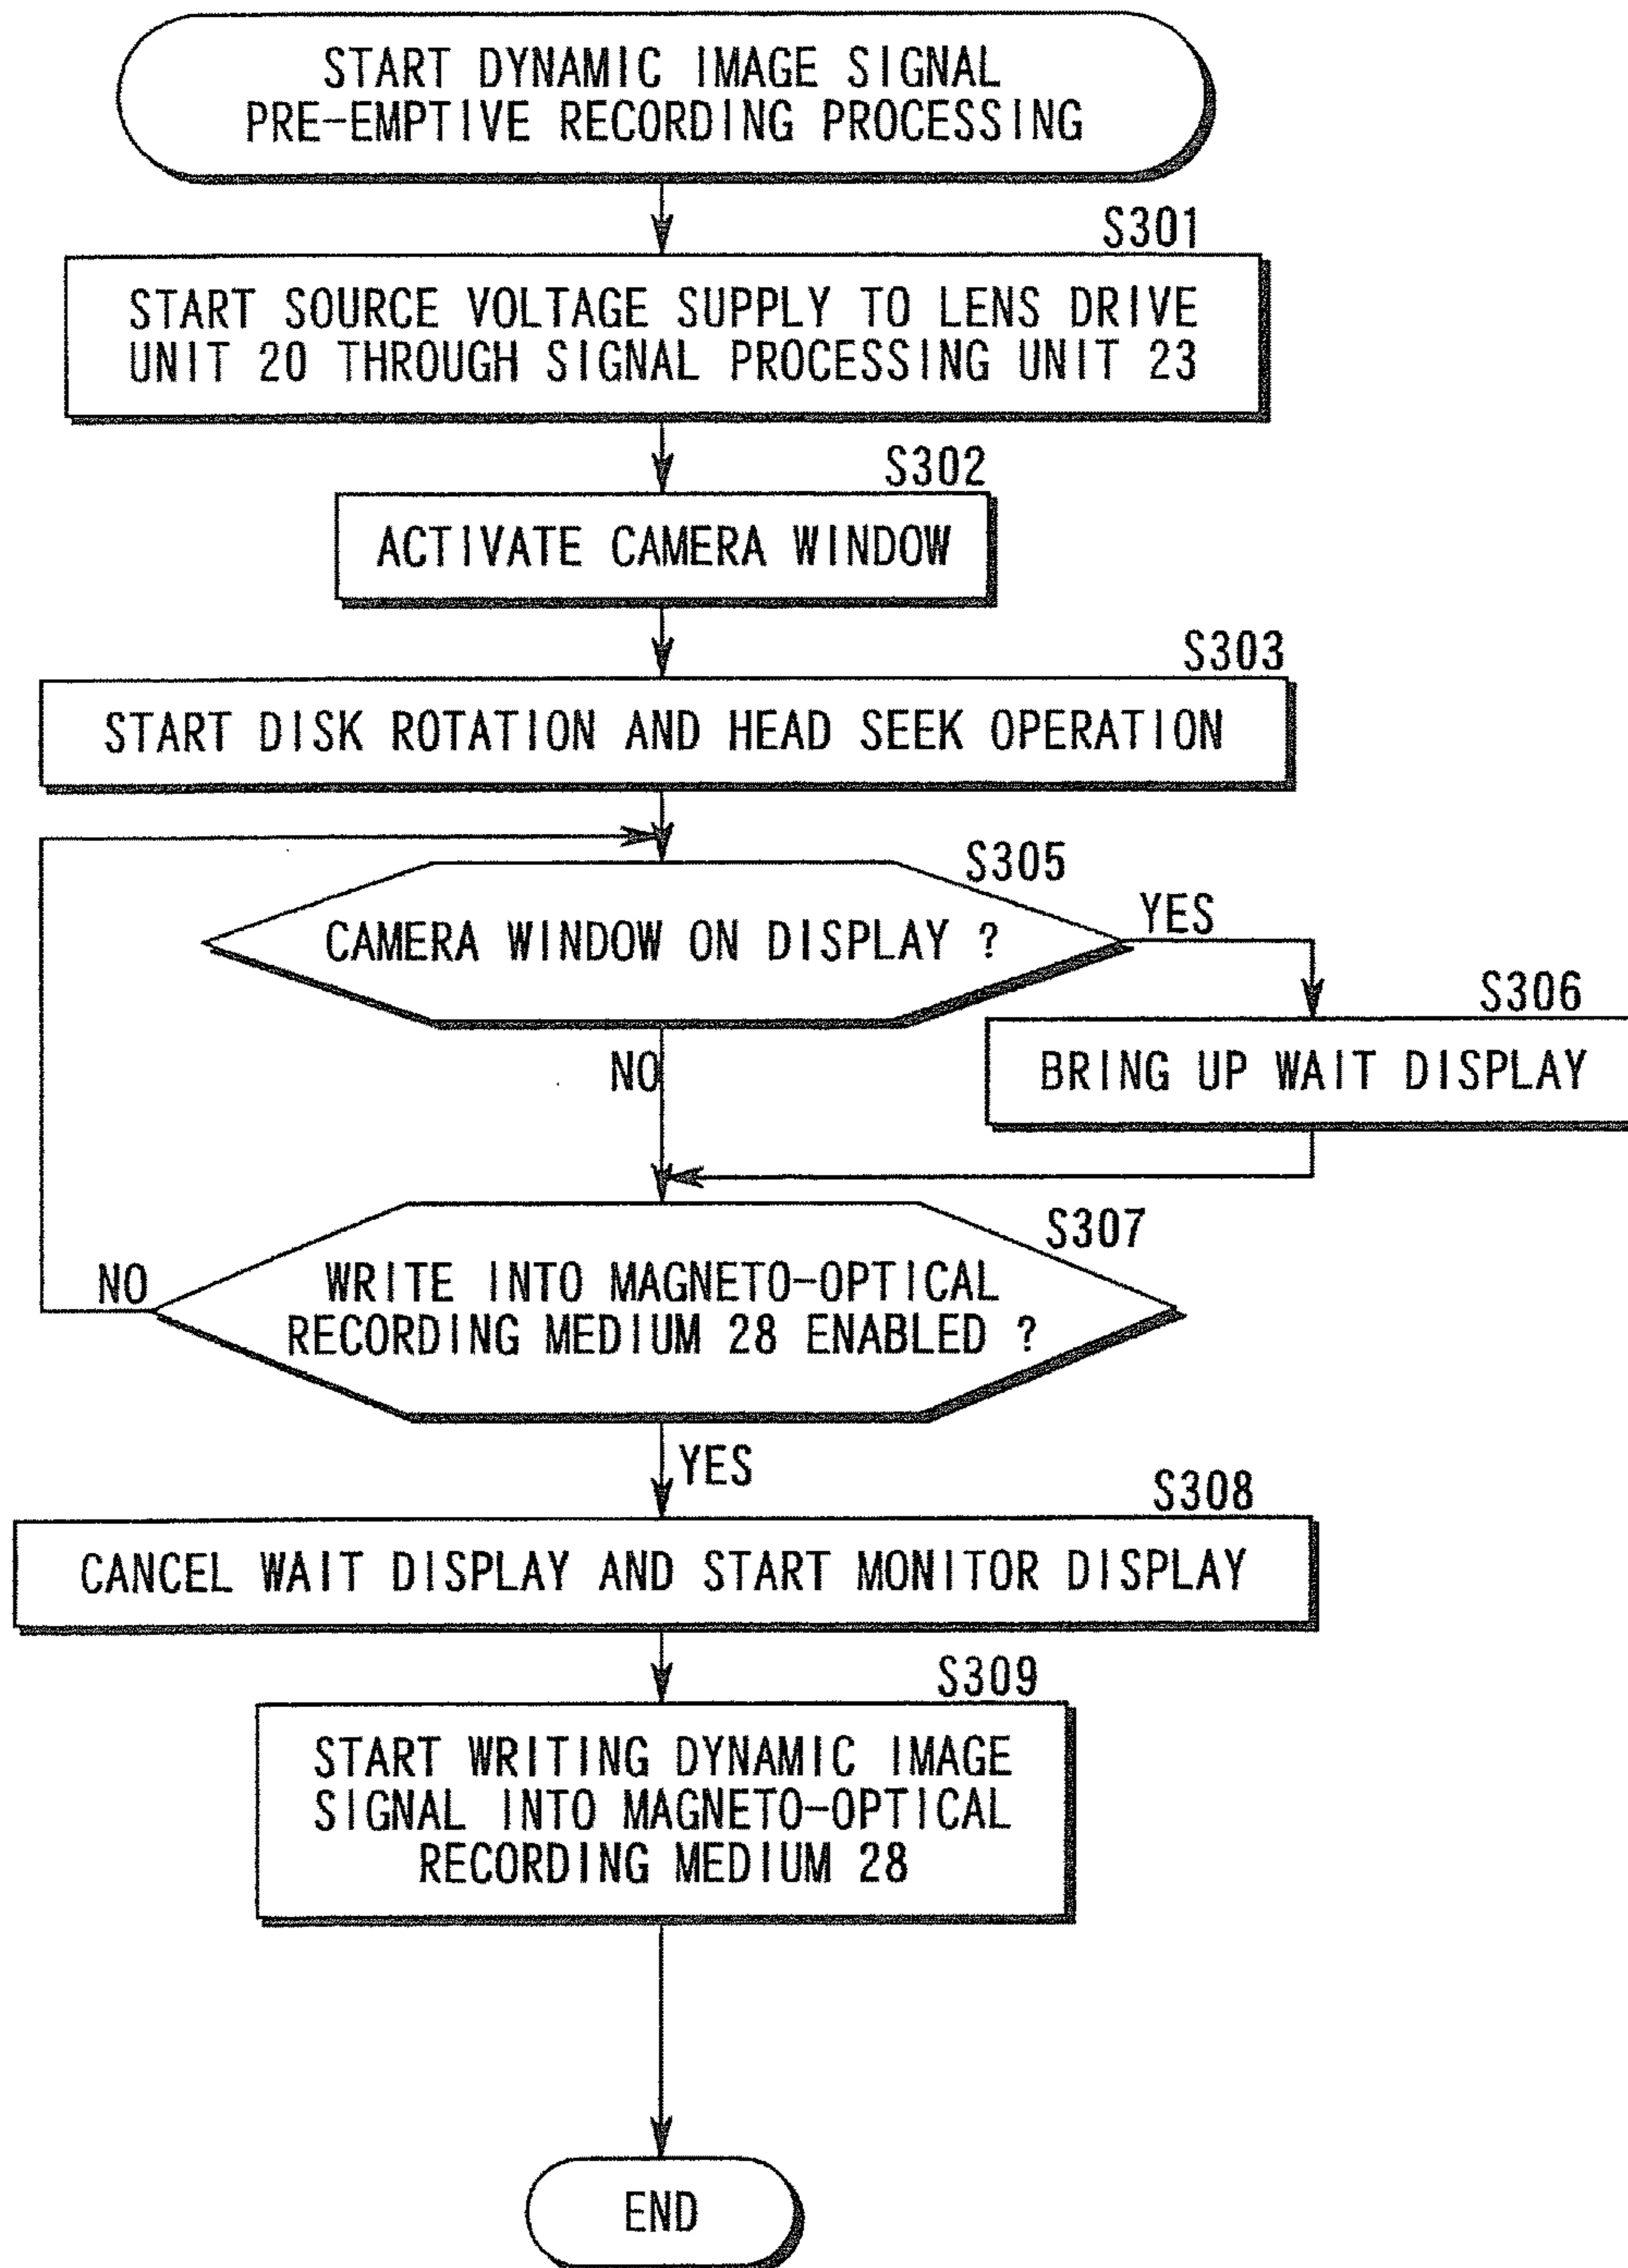 START DYNAMIC IMAGE SIGNAL
PRE-EMPTIVE RECORDING PROCESSING
S301
START SOURCE VOLTAGE SUPPLY TO LENS DRIVE
UNIT 20 THROUGH SIGNAL PROCESSING UNIT 23
S302
ACTIVATE CAMERA WINDOW
S303
START DISK ROTATION AND HEAD SEEK OPERATION
S305
CAMERA WINDOW ON DISPLAY ?
YES
S306
BRING UP WAIT DISPLAY
NO
S307
WRITE INTO MAGNETO-OPTICAL
RECORDING MEDIUM 28 ENABLED ?
NO
YES
S308
CANCEL WAIT DISPLAY AND START MONITOR DISPLAY
S309
START WRITING DYNAMIC IMAGE
SIGNAL INTO MAGNETO-OPTICAL
RECORDING MEDIUM 28
END